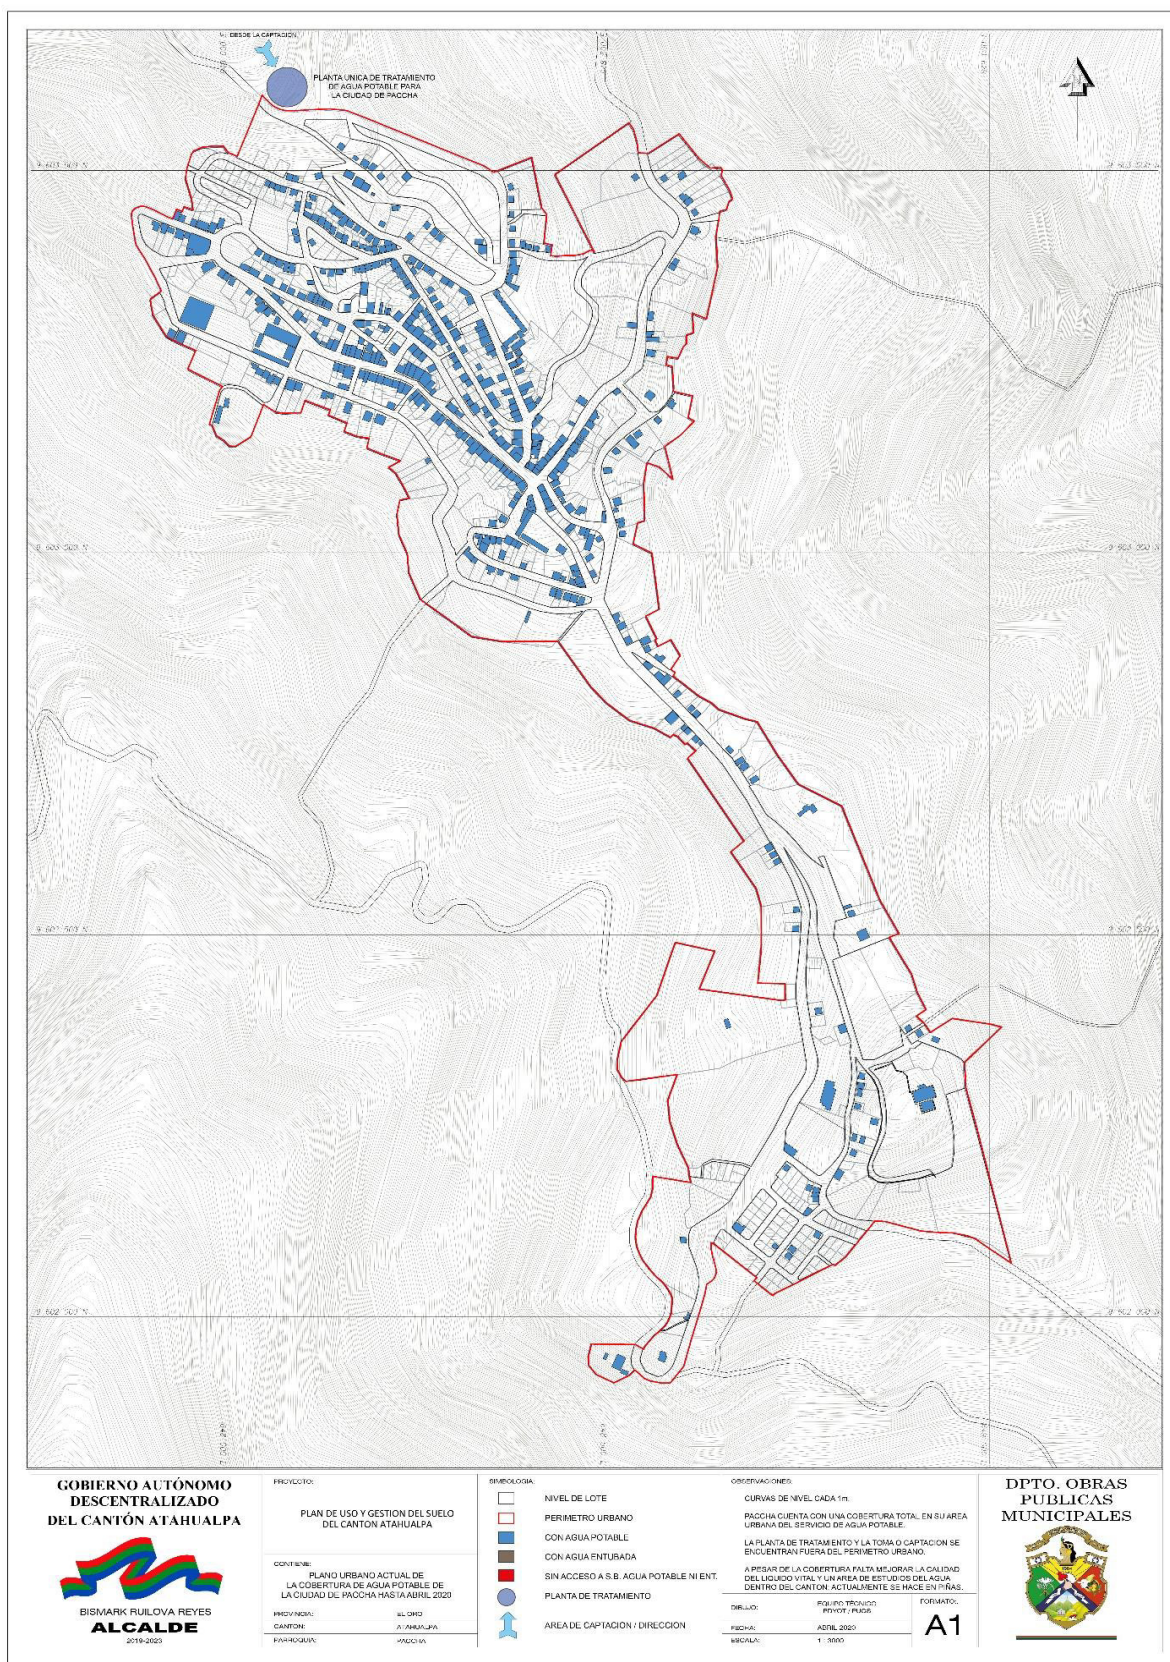 DESDE LA CAPTACION.
PLANTA UNICA DE TRATAMIENTO
DE AGUA POTABLE PARA
LA CIUDAD DE PACCHA
GOBIERNO AUTÓNOMO
DESCENTRALIZADO
DEL CANTÓN ATAHUALPA
BISMARK RUILOVA REYES
ALCALDE
2019-2023
PROYECTO:
PLAN DE USO Y GESTION DEL SUELO
DEL CANTON ATAHUALPA
CONTIENE:
PLANO URBANO ACTUAL DE
LA COBERTURA DE AGUA POTABLE DE
LA CIUDAD DE PACCHA HASTA ABRIL 2020
PROVINCIA: EL ORO
CANTON: ATAHUALPA
PARROQUIA: PACCHA
SIMBOLOGIA:
NIVEL DE LOTE
PERIMETRO URBANO
CON AGUA POTABLE
CON AGUA ENTUBADA
SIN ACCESO A S.B. AGUA POTABLE NI ENT.
PLANTA DE TRATAMIENTO
AREA DE CAPTACION / DIRECCION
OBSERVACIONES:
CURVAS DE NIVEL CADA 1m.
PACCHA CUENTA CON UNA COBERTURA TOTAL EN SU AREA
URBANA DEL SERVICIO DE AGUA POTABLE.
LA PLANTA DE TRATAMIENTO Y LA TOMA O CAPTACION SE
ENCUENTRAN FUERA DEL PERIMETRO URBANO.
A PESAR DE LA COBERTURA FALTA MEJORAR LA CALIDAD
DEL LIQUIDO VITAL Y UN AREA DE ESTUDIOS DEL AGUA
DENTRO DEL CANTON. ACTUALMENTE SE HACE EN PIÑAS.
DIBUJO: EQUIPO TÉCNICO
PDYOT / PUGS
FECHA: ABRIL 2020
ESCALA: 1 : 3000
FORMATO:
A1
DPTO. OBRAS
PUBLICAS
MUNICIPALES